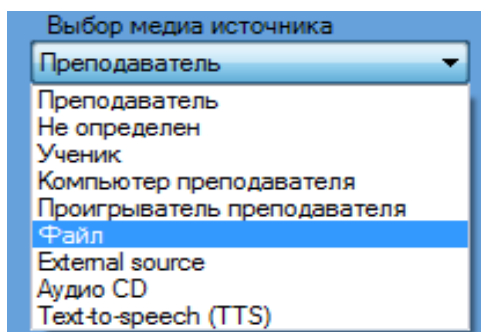 Выбор медиа источника
Преподаватель
Преподаватель
Не определен
Ученик
Компьютер преподавателя
Проигрыватель преподавателя
Файл
External source
Аудио CD
Text-to-speech (TTS)